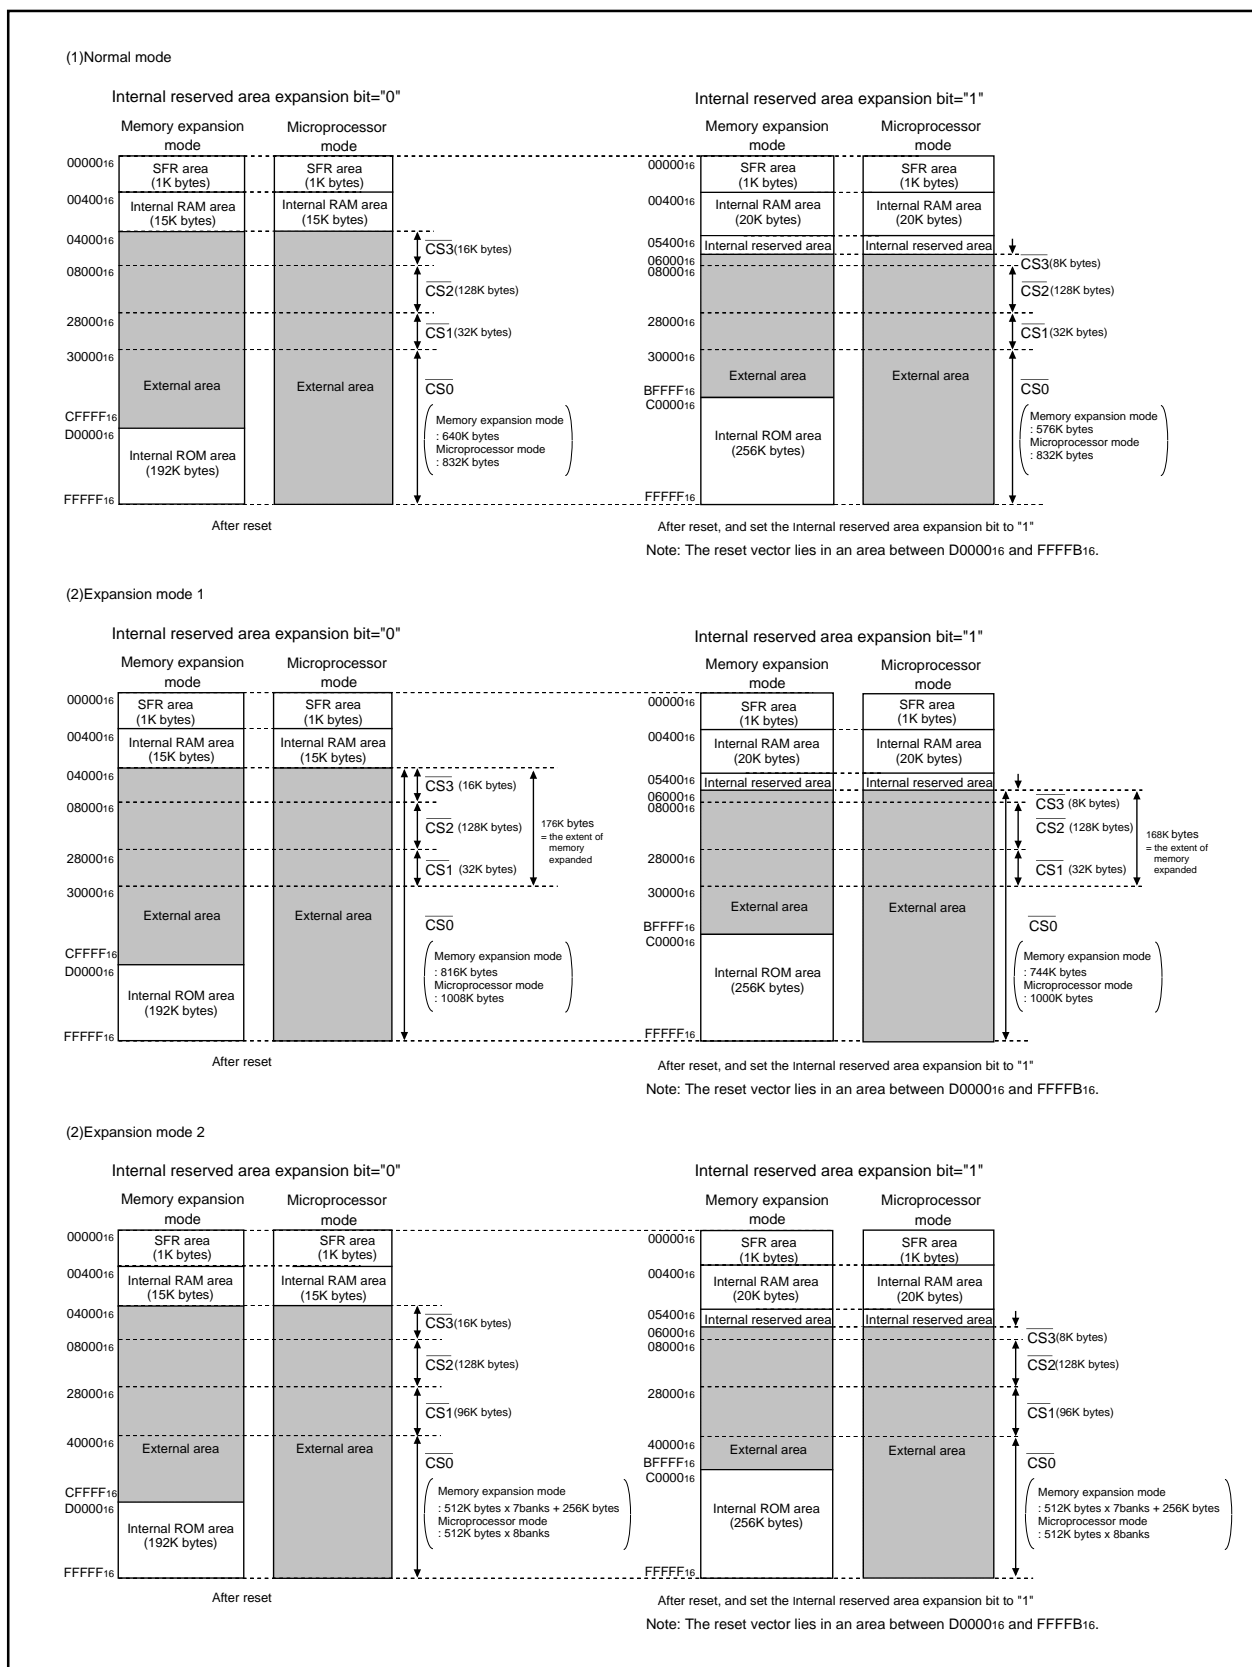 (1)Normal mode
Internal reserved area expansion bit="0"
Memory expansion mode
Microprocessor mode
0000016
SFR area
(1K bytes)
SFR area
(1K bytes)
0040016
Internal RAM area
(15K bytes)
Internal RAM area
(15K bytes)
0400016
CS3 (16K bytes)
0800016
CS2 (128K bytes)
2800016
CS1 (32K bytes)
3000016
External area
External area
CS0
CFFFF16
D000016
Memory expansion mode
: 640K bytes
Microprocessor mode
: 832K bytes
Internal ROM area
(192K bytes)
FFFFF16
After reset
Internal reserved area expansion bit="1"
Memory expansion mode
Microprocessor mode
0000016
SFR area
(1K bytes)
SFR area
(1K bytes)
0040016
Internal RAM area
(20K bytes)
Internal RAM area
(20K bytes)
0540016
Internal reserved area
Internal reserved area
0600016
0800016
CS3 (8K bytes)
CS2 (128K bytes)
2800016
CS1 (32K bytes)
3000016
External area
External area
CS0
BFFFF16
C000016
Memory expansion mode
: 576K bytes
Microprocessor mode
: 832K bytes
Internal ROM area
(256K bytes)
FFFFF16
After reset, and set the Internal reserved area expansion bit to "1"
Note: The reset vector lies in an area between D000016 and FFFFB16.
(2)Expansion mode 1
Internal reserved area expansion bit="0"
Memory expansion mode
Microprocessor mode
0000016
SFR area
(1K bytes)
SFR area
(1K bytes)
0040016
Internal RAM area
(15K bytes)
Internal RAM area
(15K bytes)
0400016
CS3 (16K bytes)
0800016
CS2 (128K bytes)
176K bytes
= the extent of
memory
expanded
2800016
CS1 (32K bytes)
3000016
External area
External area
CS0
CFFFF16
D000016
Memory expansion mode
: 816K bytes
Microprocessor mode
: 1008K bytes
Internal ROM area
(192K bytes)
FFFFF16
After reset
Internal reserved area expansion bit="1"
Memory expansion mode
Microprocessor mode
0000016
SFR area
(1K bytes)
SFR area
(1K bytes)
0040016
Internal RAM area
(20K bytes)
Internal RAM area
(20K bytes)
0540016
Internal reserved area
Internal reserved area
0600016
0800016
CS3 (8K bytes)
CS2 (128K bytes)
168K bytes
= the extent of
memory
expanded
2800016
CS1 (32K bytes)
3000016
External area
External area
CS0
BFFFF16
C000016
Memory expansion mode
: 744K bytes
Microprocessor mode
: 1000K bytes
Internal ROM area
(256K bytes)
FFFFF16
After reset, and set the Internal reserved area expansion bit to "1"
Note: The reset vector lies in an area between D000016 and FFFFB16.
(2)Expansion mode 2
Internal reserved area expansion bit="0"
Memory expansion mode
Microprocessor mode
0000016
SFR area
(1K bytes)
SFR area
(1K bytes)
0040016
Internal RAM area
(15K bytes)
Internal RAM area
(15K bytes)
0400016
CS3 (16K bytes)
0800016
CS2 (128K bytes)
2800016
CS1 (96K bytes)
4000016
External area
External area
CS0
CFFFF16
D000016
Memory expansion mode
: 512K bytes x 7banks + 256K bytes
Microprocessor mode
: 512K bytes x 8banks
Internal ROM area
(192K bytes)
FFFFF16
After reset
Internal reserved area expansion bit="1"
Memory expansion mode
Microprocessor mode
0000016
SFR area
(1K bytes)
SFR area
(1K bytes)
0040016
Internal RAM area
(20K bytes)
Internal RAM area
(20K bytes)
0540016
Internal reserved area
Internal reserved area
0600016
0800016
CS3 (8K bytes)
CS2 (128K bytes)
2800016
CS1 (96K bytes)
4000016
External area
External area
CS0
BFFFF16
C000016
Memory expansion mode
: 512K bytes x 7banks + 256K bytes
Microprocessor mode
: 512K bytes x 8banks
Internal ROM area
(256K bytes)
FFFFF16
After reset, and set the Internal reserved area expansion bit to "1"
Note: The reset vector lies in an area between D000016 and FFFFB16.